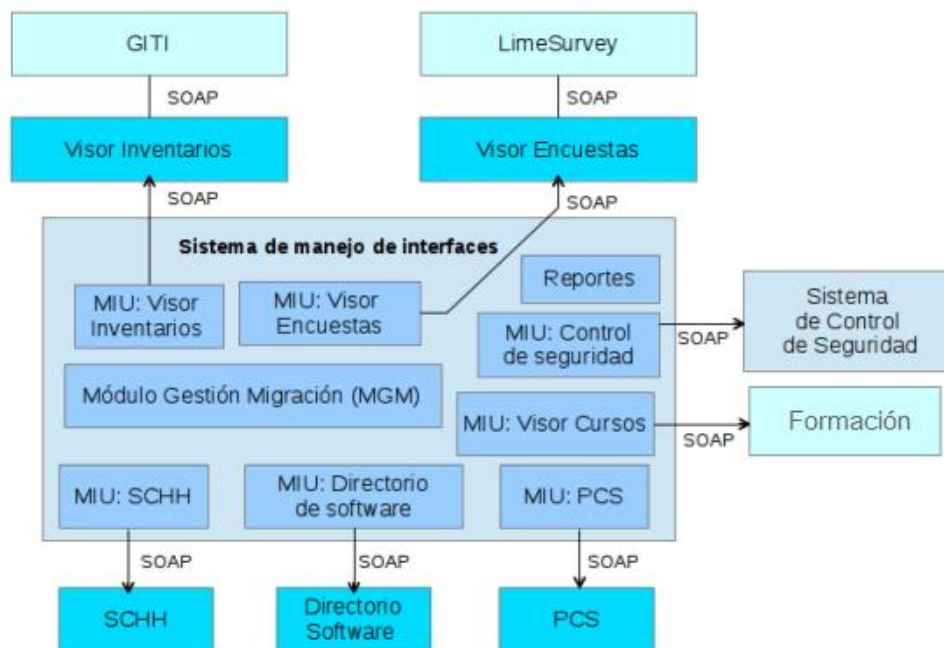 GITI
LimeSurvey
SOAP
SOAP
Visor Inventarios
Visor Encuestas
SOAP
SOAP
Sistema de manejo de interfaces
Reportes
MIU: Visor
Inventarios
MIU: Visor
Encuestas
MIU: Control
de seguridad
SOAP
Sistema
de Control
de Seguridad
Módulo Gestión Migración (MGM)
MIU: Visor Cursos
SOAP
Formación
MIU: SCHH
MIU: Directorio
de software
MIU: PCS
SOAP
SOAP
SOAP
SCHH
Directorio
Software
PCS